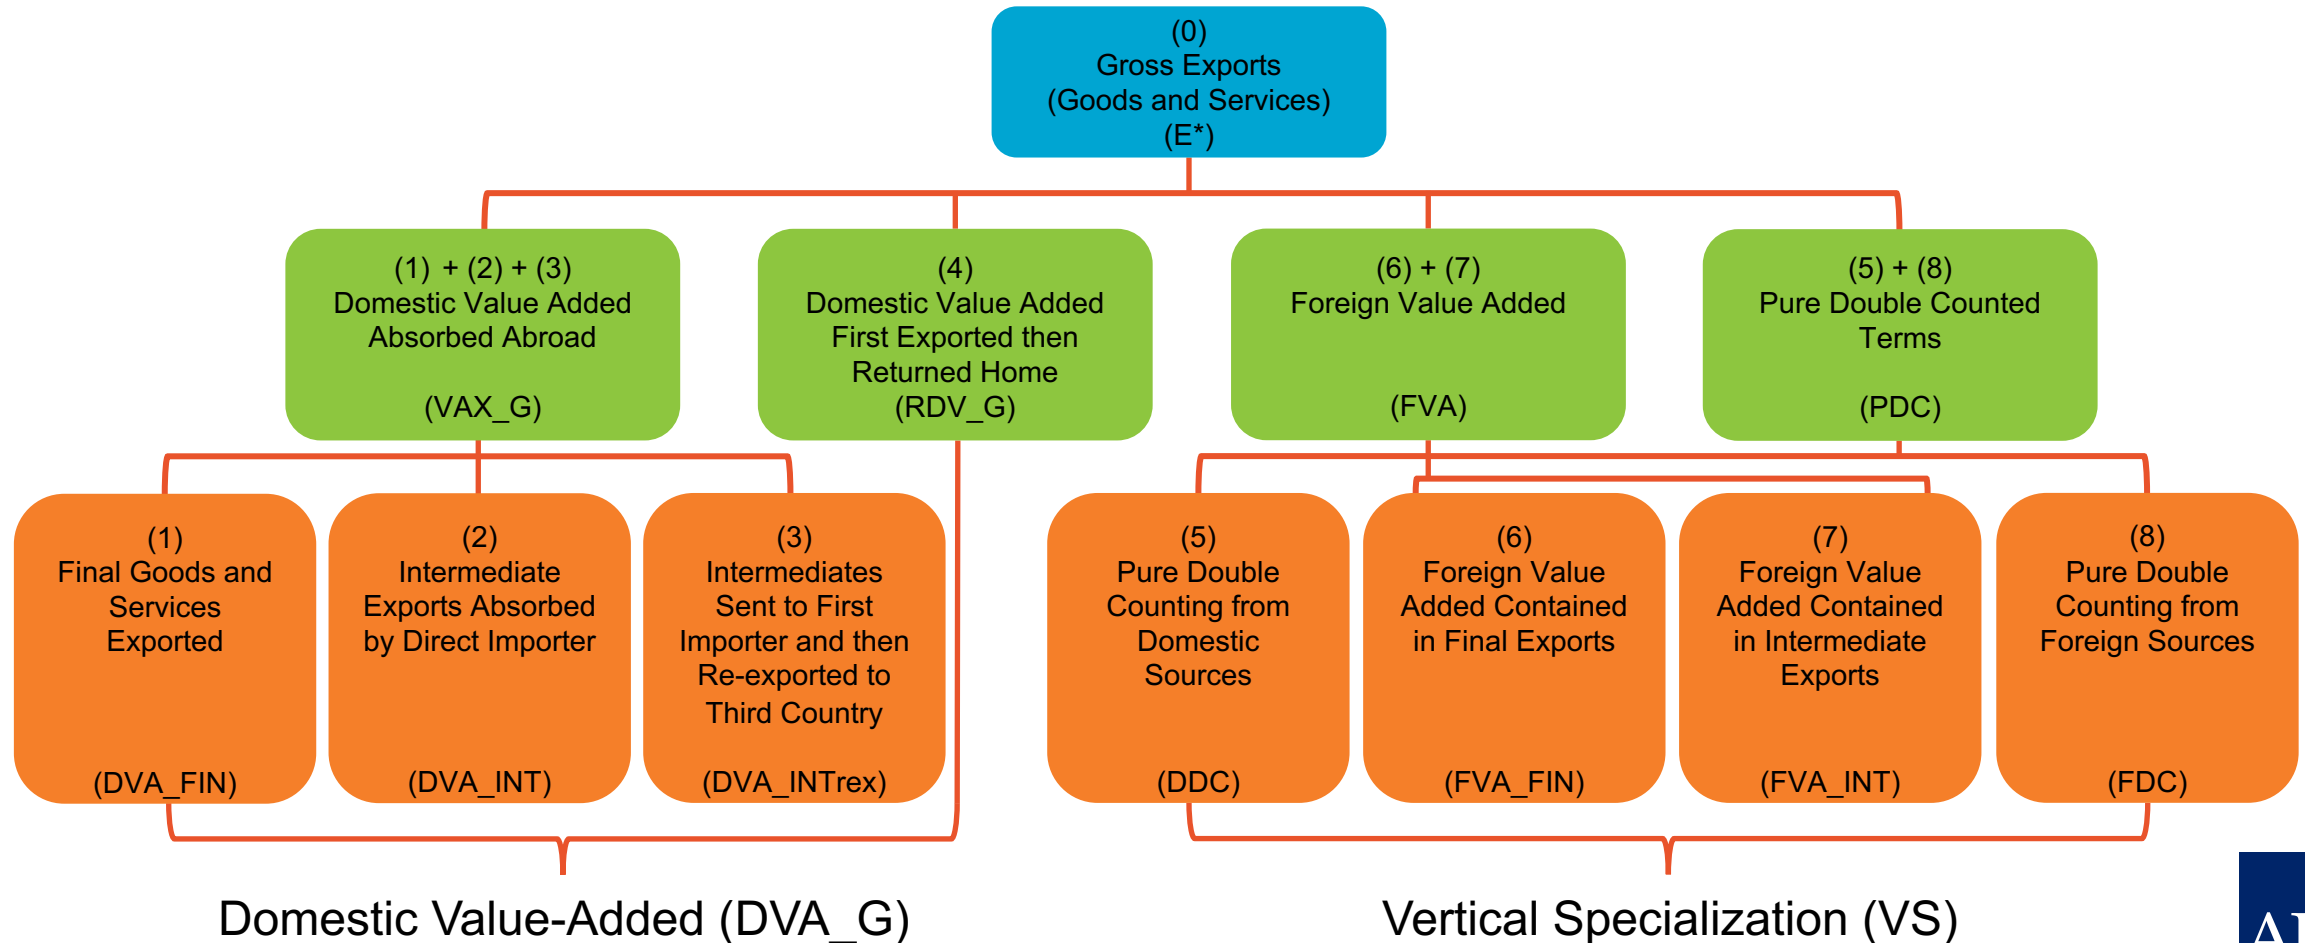 (0)
Gross Exports
(Goods and Services)
(E*)
(1) + (2) + (3)
Domestic Value Added
Absorbed Abroad
(VAX_G)
(4)
Domestic Value Added
First Exported then
Returned Home
(RDV_G)
(6) + (7)
Foreign Value Added
(FVA)
(5) + (8)
Pure Double Counted
Terms
(PDC)
(1)
Final Goods and
Services
Exported
(DVA_FIN)
(2)
Intermediate
Exports Absorbed
by Direct Importer
(DVA_INT)
(3)
Intermediates
Sent to First
Importer and then
Re-exported to
Third Country
(DVA_INTrex)
(5)
Pure Double
Counting from
Domestic
Sources
(DDC)
(6)
Foreign Value
Added Contained
in Final Exports
(FVA_FIN)
(7)
Foreign Value
Added Contained
in Intermediate
Exports
(FVA_INT)
(8)
Pure Double
Counting from
Foreign Sources
(FDC)
Domestic Value-Added (DVA_G)
Vertical Specialization (VS)